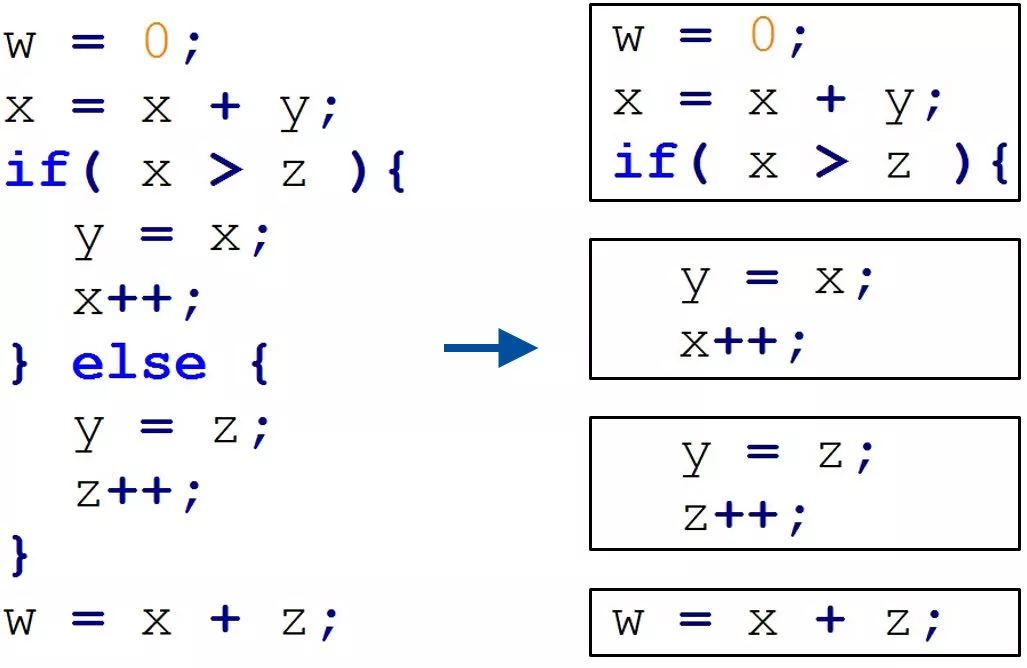 w = 0;
x = x + y;
if( x > z ){
  y = x;
  x++;
} else {
  y = z;
  z++;
}
w = x + z;
w = 0;
x = x + y;
if( x > z ){
y = x;
x++;
y = z;
z++;
w = x + z;